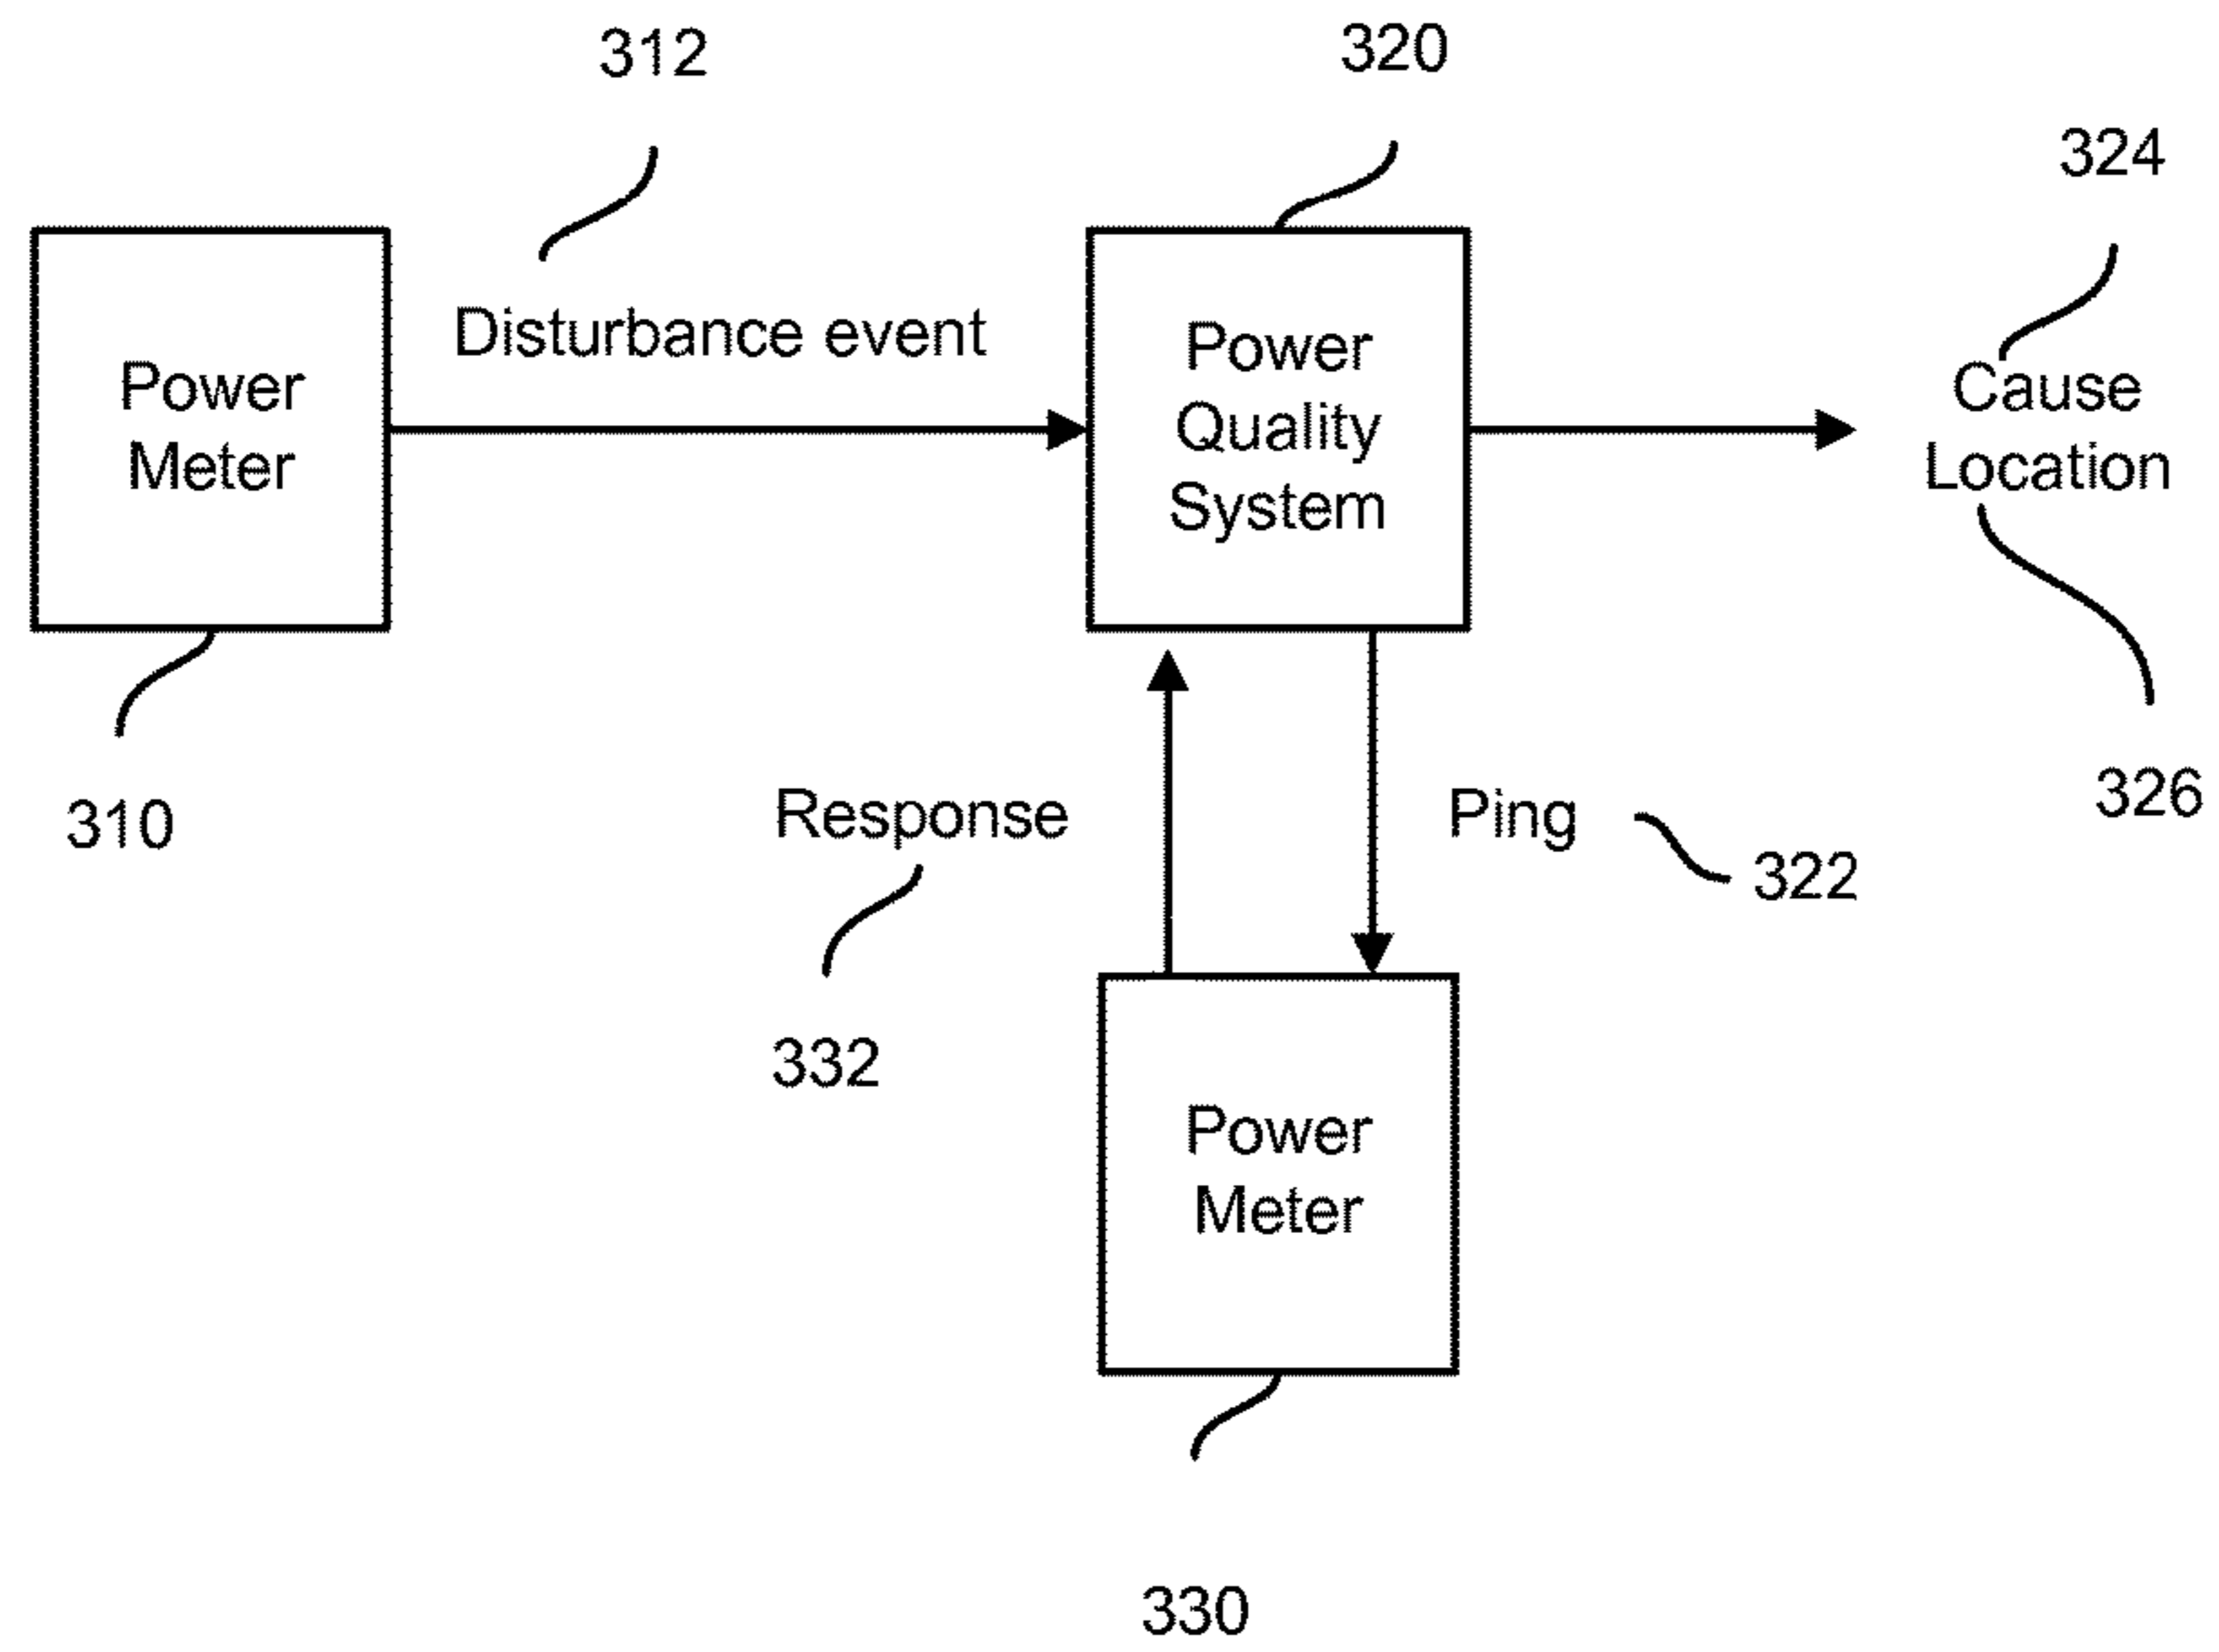 312
320
324
Disturbance event
Power
Meter
Power
Quality
System
Cause
Location
310
Response
Ping
322
326
332
Power
Meter
330